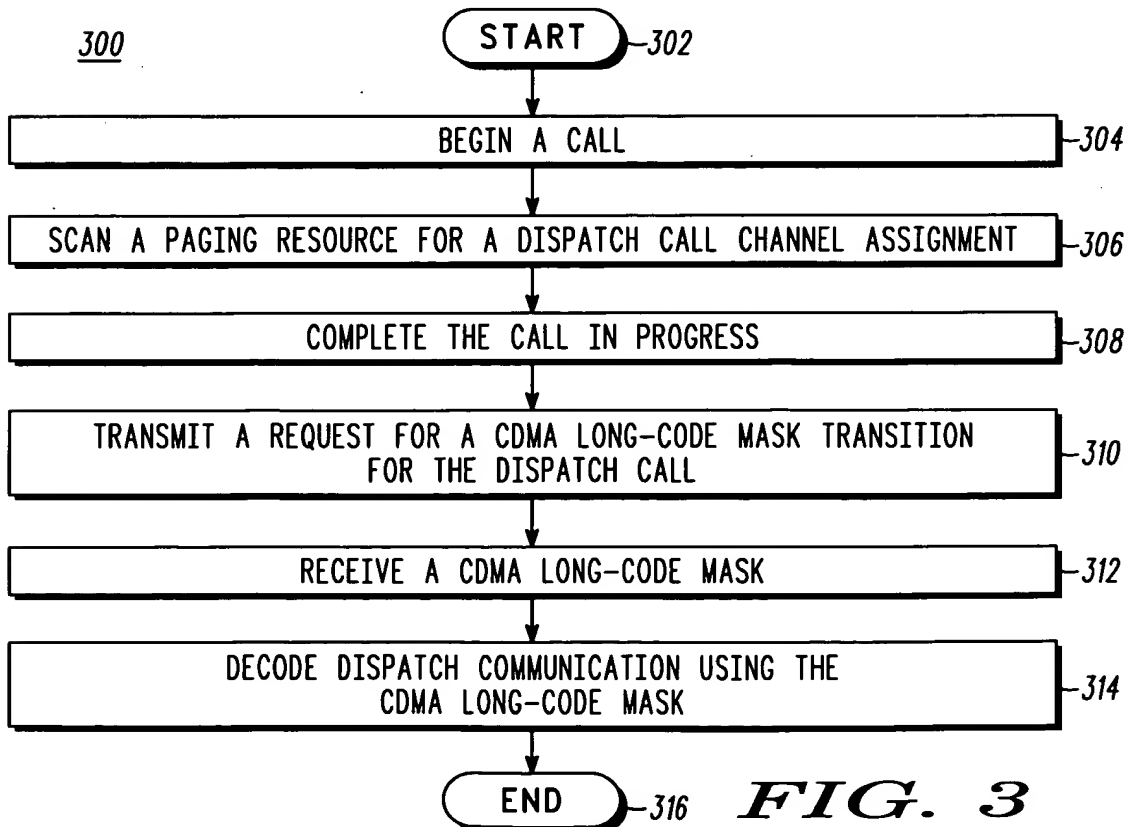 300
START 302
BEGIN A CALL 304
SCAN A PAGING RESOURCE FOR A DISPATCH CALL CHANNEL ASSIGNMENT 306
COMPLETE THE CALL IN PROGRESS 308
TRANSMIT A REQUEST FOR A CDMA LONG-CODE MASK TRANSITION
FOR THE DISPATCH CALL 310
RECEIVE A CDMA LONG-CODE MASK 312
DECODE DISPATCH COMMUNICATION USING THE
CDMA LONG-CODE MASK 314
END 316
FIG. 3